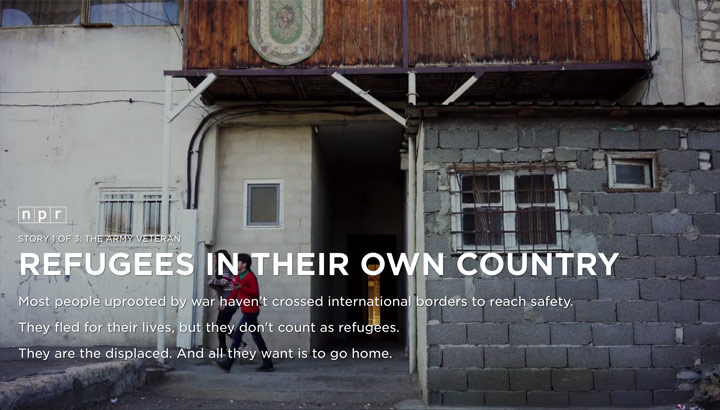 npr
STORY 1 OF 3: THE ARMY VETERAN
REFUGEES IN THEIR OWN COUNTRY
Most people uprooted by war haven't crossed international borders to reach safety.
They fled for their lives, but they don't count as refugees.
They are the displaced. And all they want is to go home.